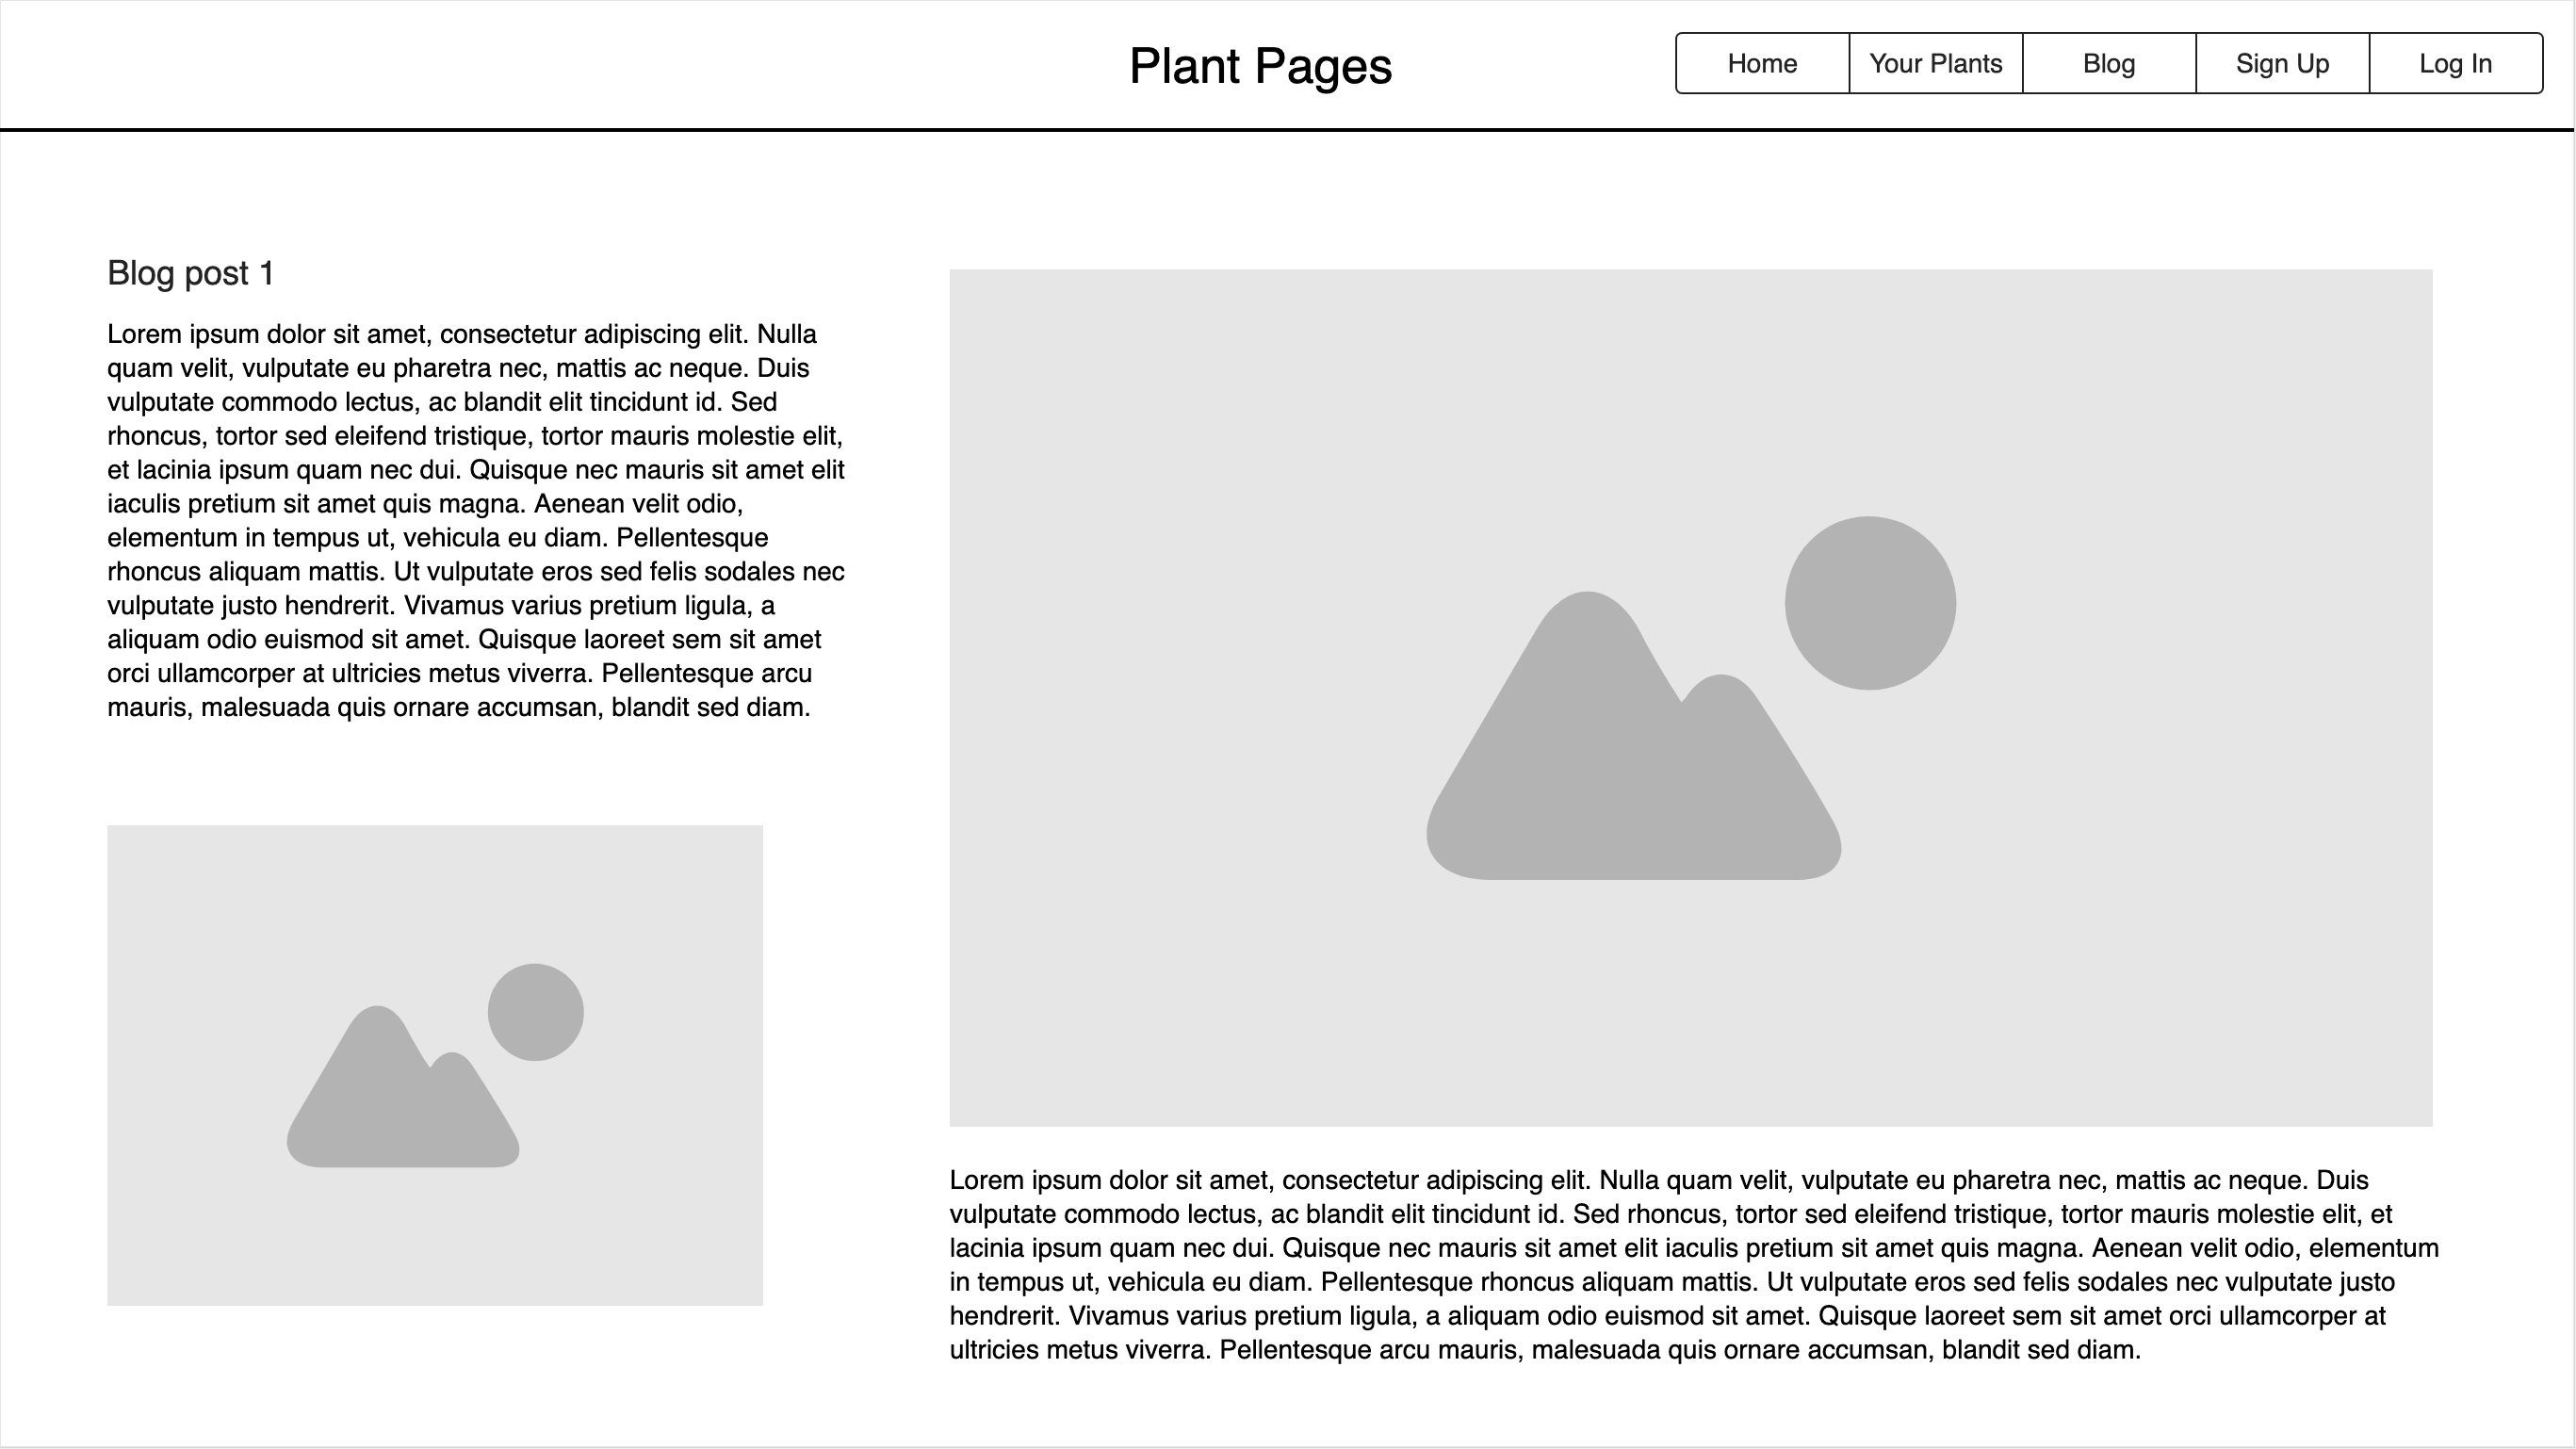 Plant Pages
Home
Your Plants
Blog
Sign Up
Log In
Blog post 1
Lorem ipsum dolor sit amet, consectetur adipiscing elit. Nulla
quam velit, vulputate eu pharetra nec, mattis ac neque. Duis
vulputate commodo lectus, ac blandit elit tincidunt id. Sed
rhoncus, tortor sed eleifend tristique, tortor mauris molestie elit,
et lacinia ipsum quam nec dui. Quisque nec mauris sit amet elit
iaculis pretium sit amet quis magna. Aenean velit odio,
elementum in tempus ut, vehicula eu diam. Pellentesque
rhoncus aliquam mattis. Ut vulputate eros sed felis sodales nec
vulputate justo hendrerit. Vivamus varius pretium ligula, a
aliquam odio euismod sit amet. Quisque laoreet sem sit amet
orci ullamcorper at ultricies metus viverra. Pellentesque arcu
mauris, malesuada quis ornare accumsan, blandit sed diam.
Lorem ipsum dolor sit amet, consectetur adipiscing elit. Nulla quam velit, vulputate eu pharetra nec, mattis ac neque. Duis
vulputate commodo lectus, ac blandit elit tincidunt id. Sed rhoncus, tortor sed eleifend tristique, tortor mauris molestie elit, et
lacinia ipsum quam nec dui. Quisque nec mauris sit amet elit iaculis pretium sit amet quis magna. Aenean velit odio, elementum
in tempus ut, vehicula eu diam. Pellentesque rhoncus aliquam mattis. Ut vulputate eros sed felis sodales nec vulputate justo
hendrerit. Vivamus varius pretium ligula, a aliquam odio euismod sit amet. Quisque laoreet sem sit amet orci ullamcorper at
ultricies metus viverra. Pellentesque arcu mauris, malesuada quis ornare accumsan, blandit sed diam.